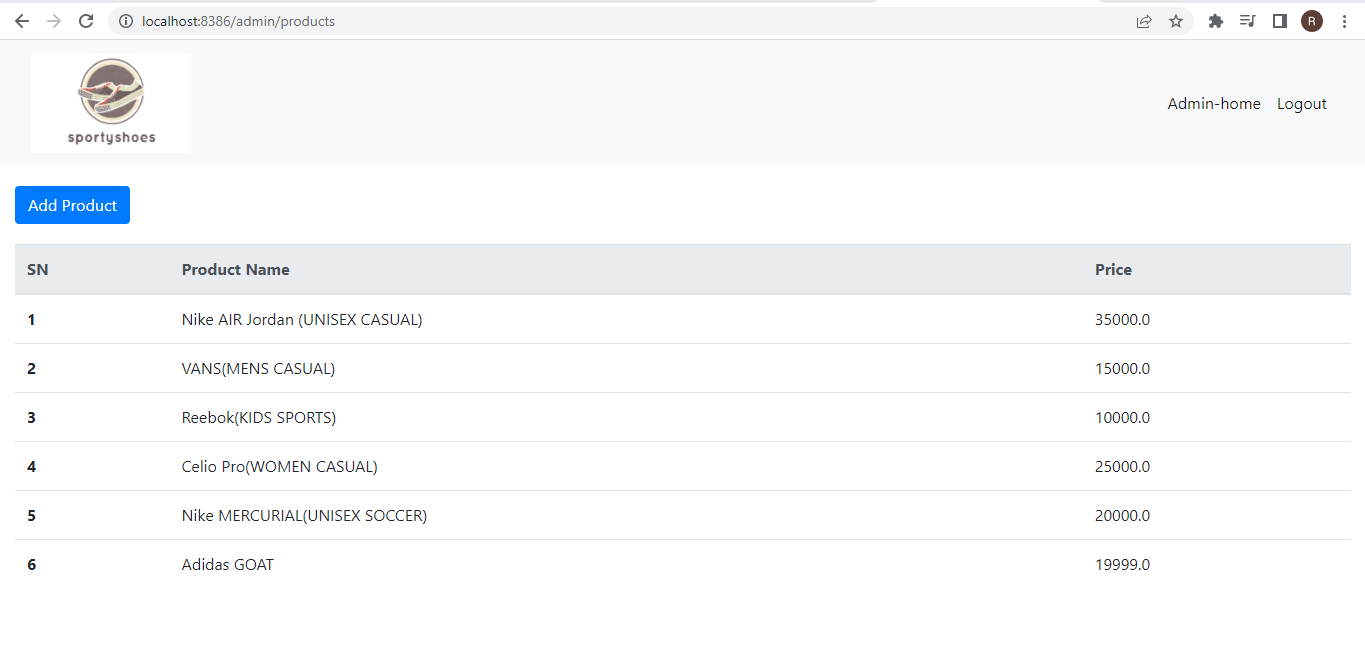 localhost:8386/admin/products
R
sportyshoes
Admin-home Logout
Add Product
SN Product Name Price
1 Nike AIR Jordan (UNISEX CASUAL) 35000.0
2 VANS(MENS CASUAL) 15000.0
3 Reebok(KIDS SPORTS) 10000.0
4 Celio Pro(WOMEN CASUAL) 25000.0
5 Nike MERCURIAL(UNISEX SOCCER) 20000.0
6 Adidas GOAT 19999.0